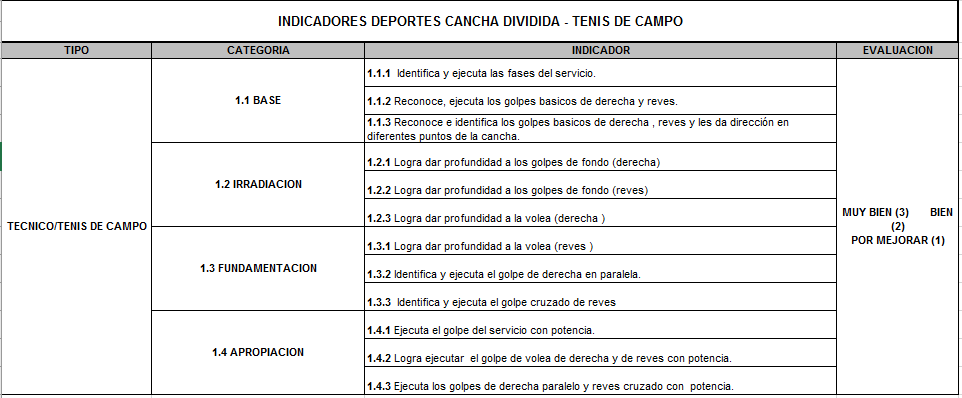 INDICADORES DEPORTES CANCHA DIVIDIDA - TENIS DE CAMPO
TIPO CATEGORIA INDICADOR EVALUACION
TECNICO/TENIS DE CAMPO
1.1 BASE
1.1.1 Identifica y ejecuta las fases del servicio.
1.1.2 Reconoce, ejecuta los golpes basicos de derecha y reves.
1.1.3 Reconoce e identifica los golpes basicos de derecha , reves y les da dirección en
diferentes puntos de la cancha.
1.2 IRRADIACION
1.2.1 Logra dar profundidad a los golpes de fondo (derecha)
1.2.2 Logra dar profundidad a los golpes de fondo (reves)
1.2.3 Logra dar profundidad a la volea (derecha )
1.3 FUNDAMENTACION
1.3.1 Logra dar profundidad a la volea (reves )
1.3.2 Identifica y ejecuta el golpe de derecha en paralela.
1.3.3 Identifica y ejecuta el golpe cruzado de reves
1.4 APROPIACION
1.4.1 Ejecuta el golpe del servicio con potencia.
1.4.2 Logra ejecutar el golpe de volea de derecha y de reves con potencia.
1.4.3 Ejecuta los golpes de derecha paralelo y reves cruzado con potencia.
MUY BIEN (3) BIEN
(2)
POR MEJORAR (1)